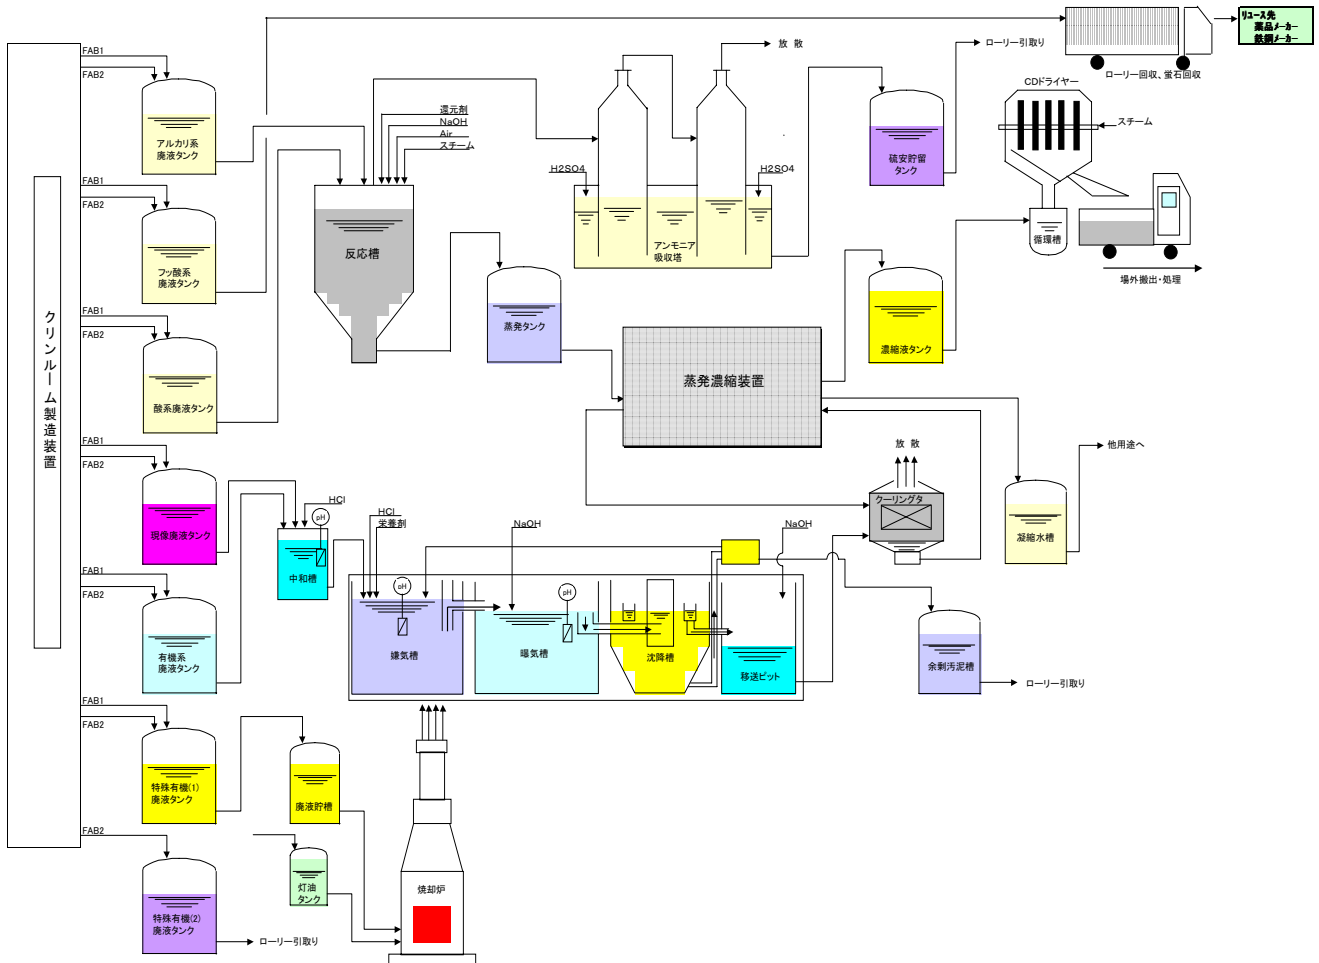 クリンルーム製造装置
FAB1
FAB2
アルカリ系
廃液タンク
FAB1
FAB2
フッ酸系
廃液タンク
FAB1
FAB2
酸系廃液タンク
FAB1
FAB2
現像廃液タンク
FAB1
FAB2
有機系
廃液タンク
FAB1
FAB2
特殊有機(1)
廃液タンク
FAB2
特殊有機(2)
廃液タンク
ローリー引取り
還元剤
NaOH
Air
スチーム
反応槽
蒸発タンク
H2SO4
H2SO4
アンモニア
吸収塔
放 散
硫安貯留
タンク
ローリー引取り
リユース先
薬品メーカー
鉄鋼メーカー
ローリー回収、蛍石回収
CDドライヤー
スチーム
循環槽
場外搬出・処理
濃縮液タンク
蒸発濃縮装置
放 散
クーリングタ
他用途へ
凝縮水槽
HCl
pH
中和槽
HCl
栄養剤
pH
嫌気槽
NaOH
pH
曝気槽
沈降槽
NaOH
移送ピット
余剰汚泥槽
ローリー引取り
廃液貯槽
灯油
タンク
焼却炉